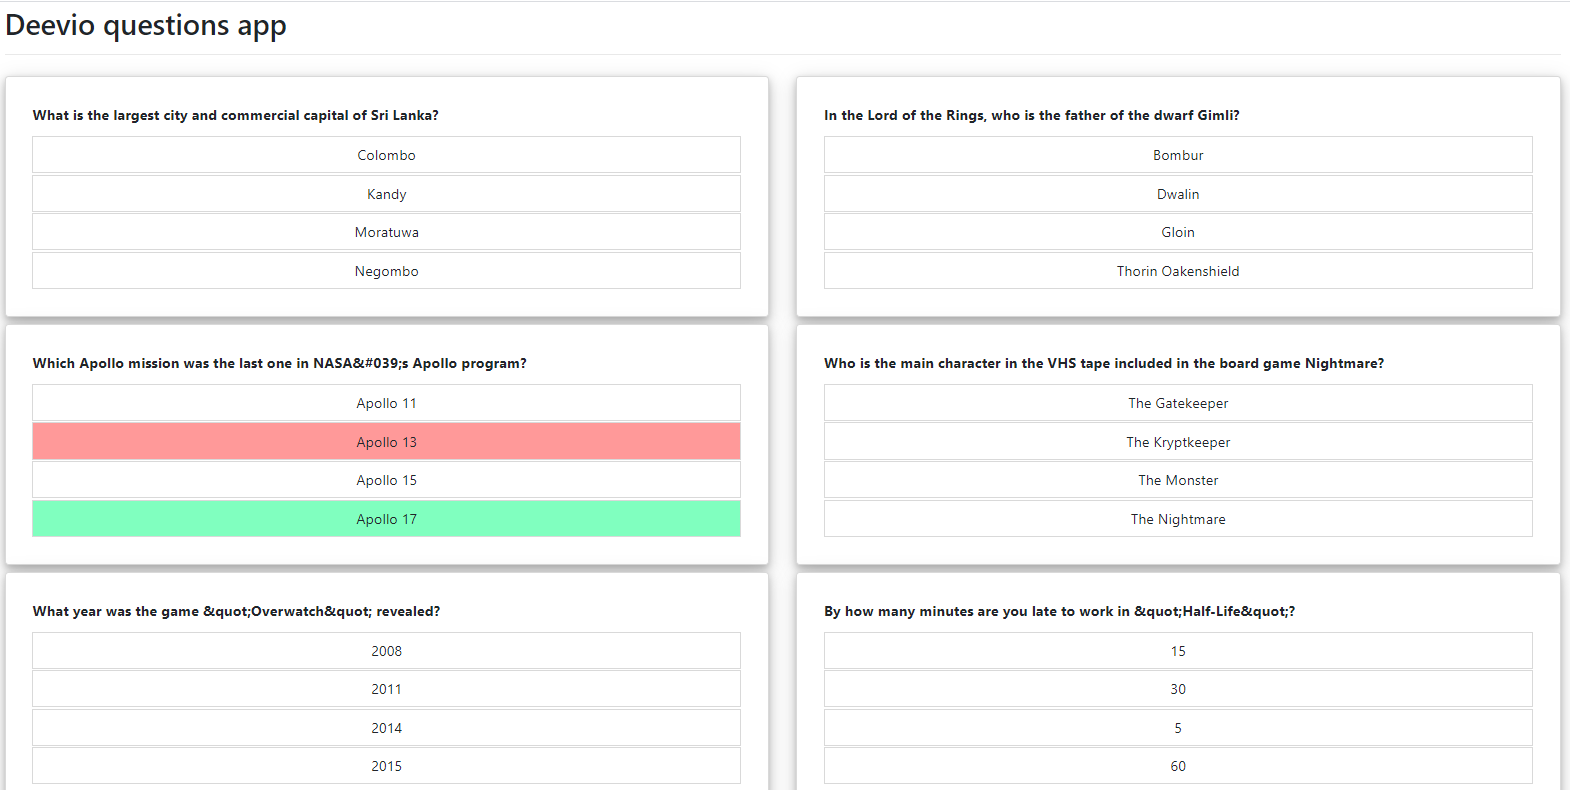 Deevio questions app
What is the largest city and commercial capital of Sri Lanka?
Colombo
Kandy
Moratuwa
Negombo
In the Lord of the Rings, who is the father of the dwarf Gimli?
Bombur
Dwalin
Gloin
Thorin Oakenshield
Which Apollo mission was the last one in NASA&#039;s Apollo program?
Apollo 11
Apollo 13
Apollo 15
Apollo 17
Who is the main character in the VHS tape included in the board game Nightmare?
The Gatekeeper
The Kryptkeeper
The Monster
The Nightmare
What year was the game &quot;Overwatch&quot; revealed?
2008
2011
2014
2015
By how many minutes are you late to work in &quot;Half-Life&quot;?
15
30
5
60